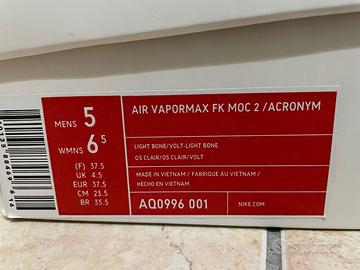 MENS 5
WMNS 6.5
(F) 37.5
UK 4.5
EUR 37.5
CM 23.5
BR 35.5
AIR VAPORMAX FK MOC 2 /ACRONYM
LIGHT BONE/VOLT-LIGHT BONE
GS CLAIR/OS CLAIR/VOLT
MADE IN VIETNAM / FABRIQUE AU VIETNAM /
HECHO EN VIETNAM
AQ0996 001
NIKE.COM